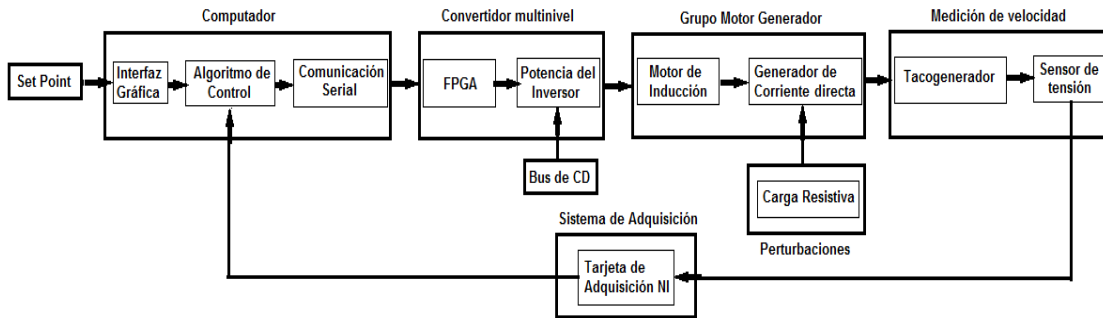 Computador
Convertidor multinivel
Grupo Motor Generador
Medición de velocidad
Set Point
Interfaz
Gráfica
Algoritmo de
Control
Comunicación
Serial
FPGA
Potencia del
Inversor
Motor de
Inducción
Generador de
Corriente directa
Tacogenerador
Sensor de
tensión
Bus de CD
Carga Resistiva
Perturbaciones
Sistema de Adquisición
Tarjeta de
Adquisición NI